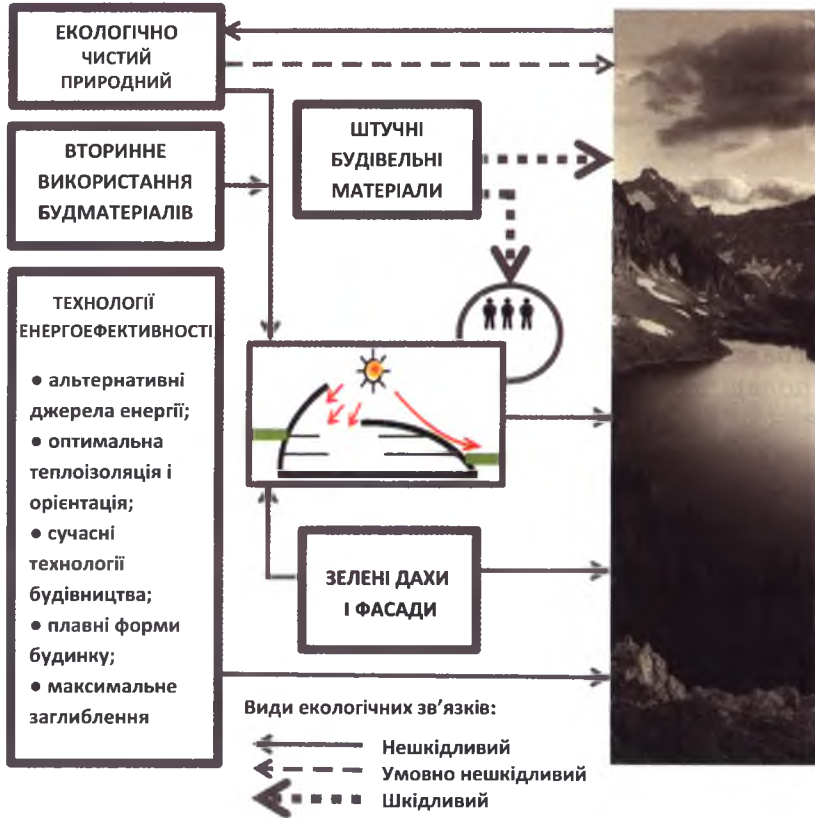 ЕКОЛОГІЧНО
ЧИСТИЙ
ПРИРОДНИЙ
ВТОРИННЕ
ВИКОРИСТАННЯ
БУДМАТЕРІАЛІВ
ШТУЧНІ
БУДІВЕЛЬНІ
МАТЕРІАЛИ
ТЕХНОЛОГІЇ
ЕНЕРГОЕФЕКТИВНОСТІ
● альтернативні
джерела енергії;
● оптимальна
теплоізоляція і
орієнтація;
● сучасні
технології
будівництва;
● плавні форми
будинку;
● максимальне
заглиблення
ЗЕЛЕНІ ДАХИ
І ФАСАДИ
Види екологічних зв’язків:
Нешкідливий
Умовно нешкідливий
Шкідливий